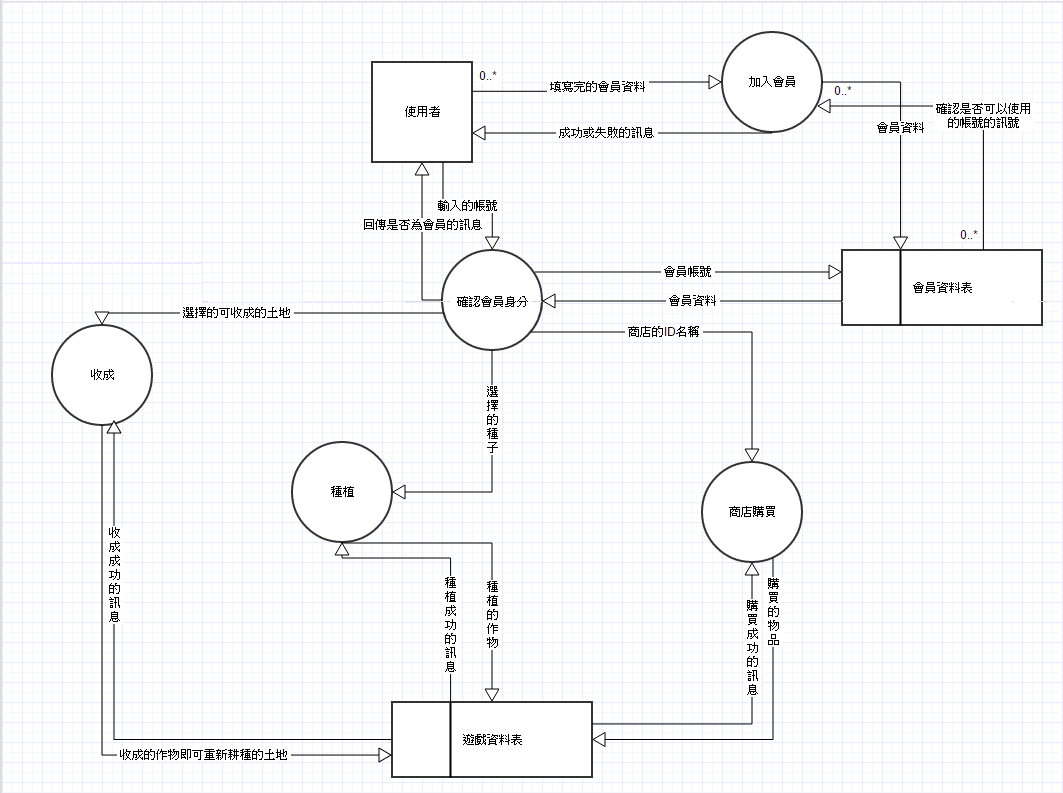 0..*
填寫完的會員資料
加入會員
0..*
使用者
確認是否可以使用
的帳號的訊號
會員資料
成功或失敗的訊息
輸入的帳號
回傳是否為會員的訊息
0..*
會員帳號
會員資料表
確認會員身分
會員資料
選擇的可收成的土地
商店的ID名稱
收成
選擇的種子
種植
商店購買
收成成功的訊息
種植成功的訊息
種植的作物
購買成功的訊息
購買的物品
遊戲資料表
收成的作物即可重新耕種的土地